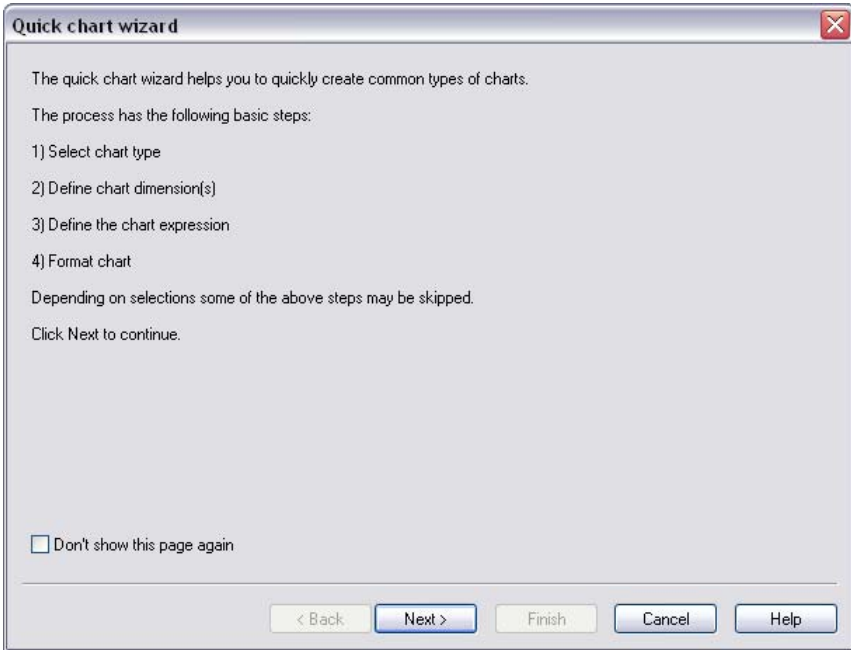 Quick chart wizard
The quick chart wizard helps you to quickly create common types of charts.
The process has the following basic steps:
1) Select chart type
2) Define chart dimension(s)
3) Define the chart expression
4) Format chart
Depending on selections some of the above steps may be skipped.
Click Next to continue.
Don't show this page again
< Back Next > Finish Cancel Help